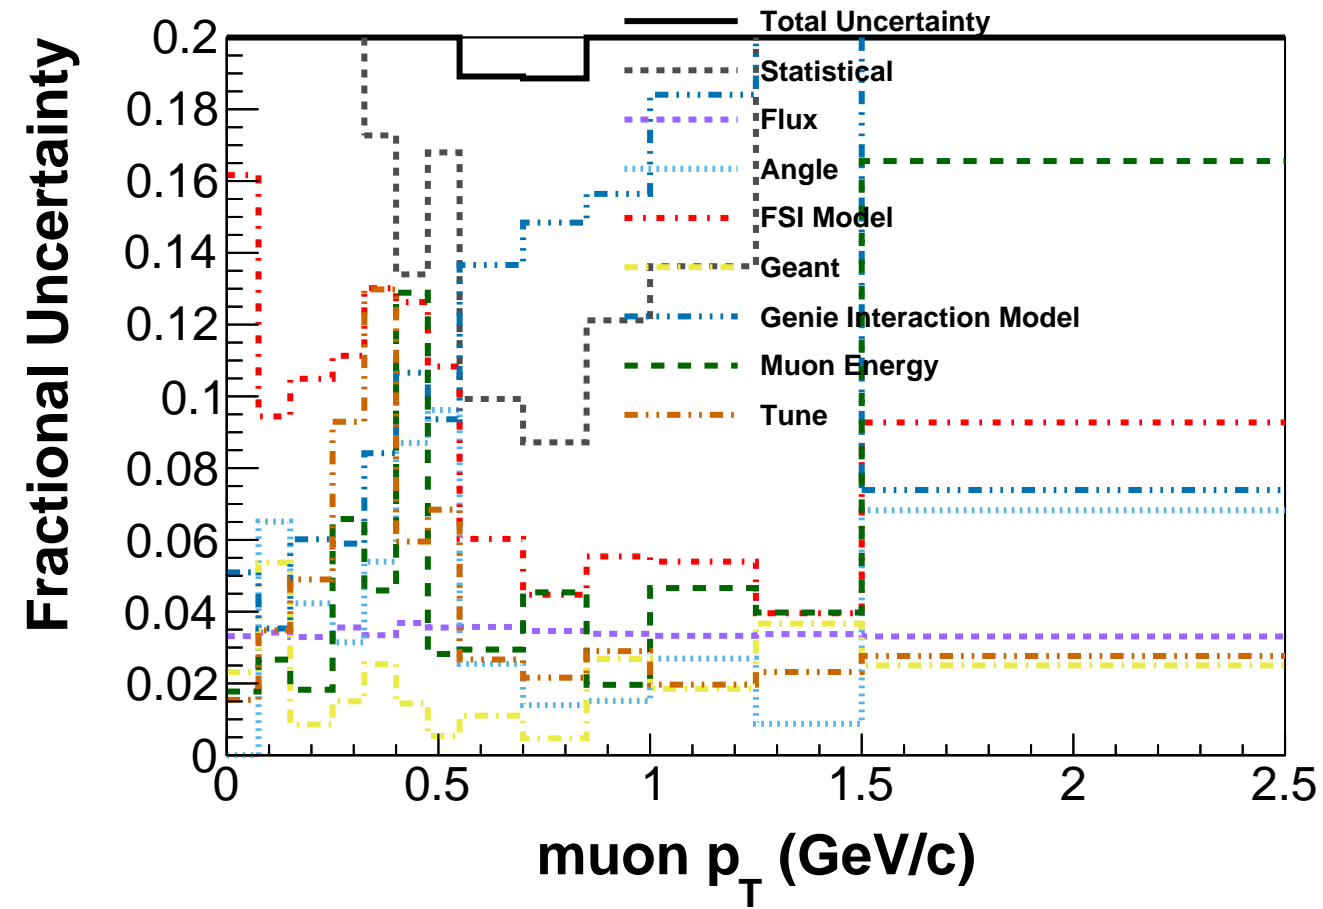 Fractional Uncertainty
0.2
0.18
0.16
0.14
0.12
0.1
0.08
0.06
0.04
0.02
0
Total Uncertainty
Statistical
Flux
Angle
FSI Model
Geant
Genie Interaction Model
Muon Energy
Tune
0 0.5 1 1.5 2 2.5
muon p_T (GeV/c)